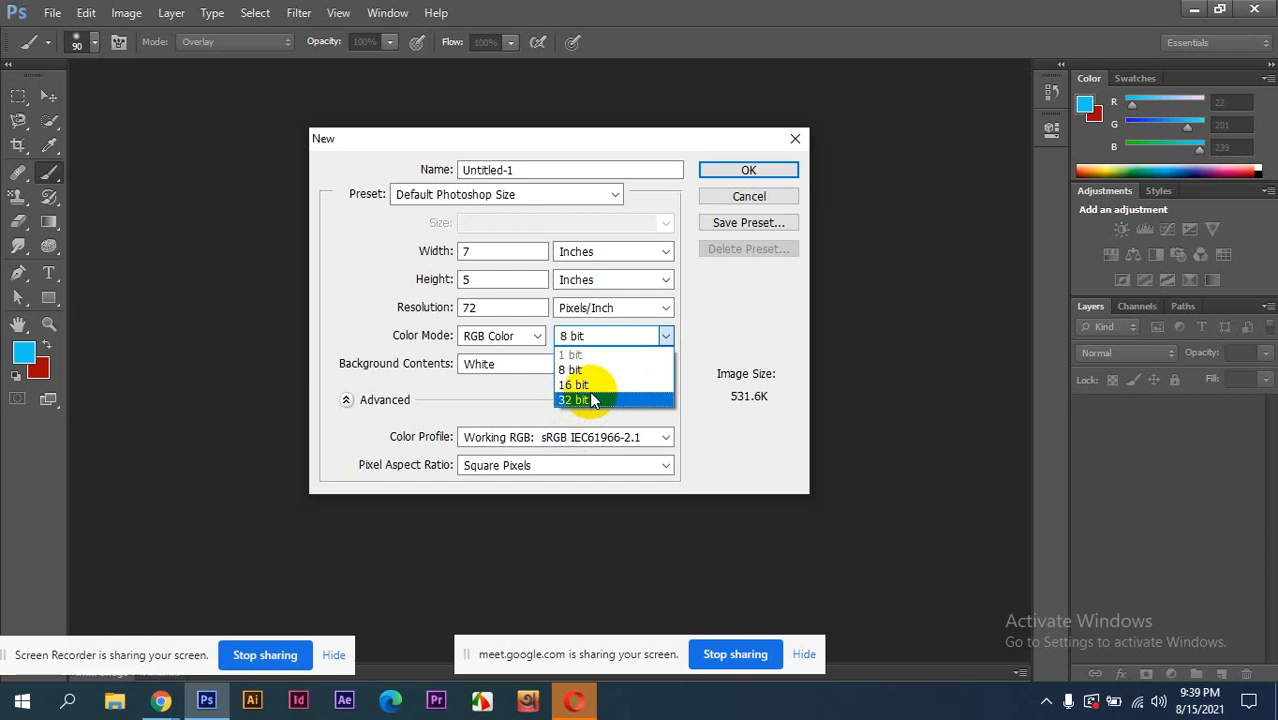 Ps File Edit Image Layer Type Select Filter View Window Help
90 Mode: Overlay Opacity: 100% Flow: 100% Essentials
Color Swatches
R 22
G 201
B 239
Adjustments Styles
Add an adjustment
Layers Channels Paths
Kind
Normal Opacity:
Lock: Fill:
New
Name: Untitled-1 OK
Preset: Default Photoshop Size Cancel
Size: Save Preset...
Width: 7 Inches Delete Preset...
Height: 5 Inches
Resolution: 72 Pixels/Inch
Color Mode: RGB Color 8 bit
1 bit
8 bit
16 bit
32 bit
Background Contents: White
Image Size:
531.6K
Advanced
Color Profile: Working RGB: sRGB IEC61966-2.1
Pixel Aspect Ratio: Square Pixels
Activate Windows
Go to Settings to activate Windows.
Screen Recorder is sharing your screen. Stop sharing Hide
meet.google.com is sharing your screen. Stop sharing Hide
Ps Ai Id Ae Pr
9:39 PM
8/15/2021